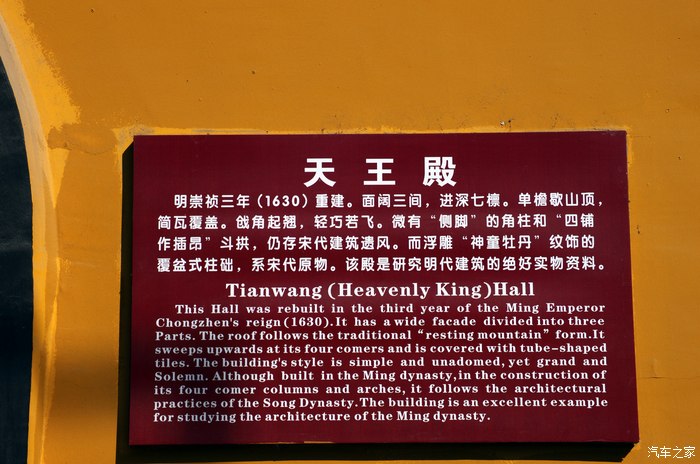 天王殿
明崇祯三年（1630）重建。面阔三间，进深七檩。单檐歇山顶，
简瓦覆盖。戗角起翘，轻巧若飞。微有“侧脚”的角柱和“四铺
作插昂”斗拱，仍存宋代建筑遗风。而浮雕“神童牡丹”纹饰的
覆盆式柱础，系宋代原物。该殿是研究明代建筑的绝好实物资料。
Tianwang (Heavenly King)Hall
This Hall was rebuilt in the third year of the Ming Emperor
Chongzhen's reign(1630).It has a wide facade divided into three
Parts. The roof follows the traditional "resting mountain" form.It
sweeps upwards at its four comers and is covered with tube-shaped
tiles. The building's style is simple and unadomed, yet grand and
Solemn. Although built in the Ming dynasty,in the construction of
its four comer columns and arches, it follows the architectural
practices of the Song Dynasty.The building is an excellent example
for studying the architecture of the Ming dynasty.
汽车之家